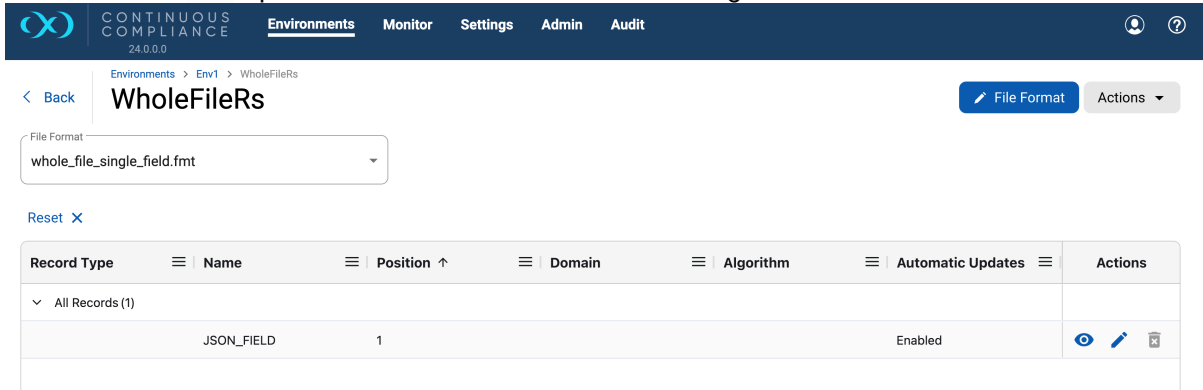 CONTINUOUS
COMPLIANCE
24.0.0.0
Environments Monitor Settings Admin Audit
Environments > Env1 > WholeFileRs
Back
WholeFileRs
File Format
Actions
File Format
whole_file_single_field.fmt
Reset
Record Type Name Position Domain Algorithm Automatic Updates Actions
All Records (1)
JSON_FIELD 1 Enabled